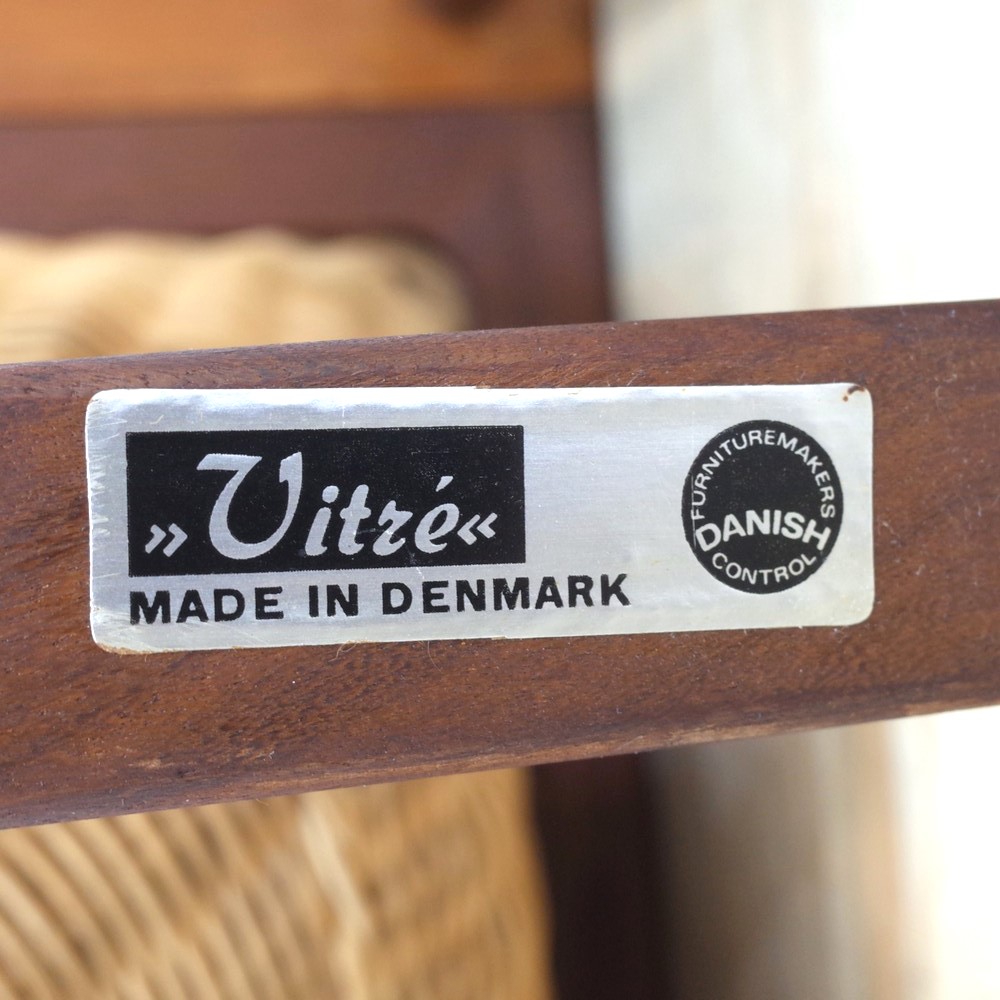 »Vitré«
MADE IN DENMARK
FURNITUREMAKERS
DANISH
CONTROL